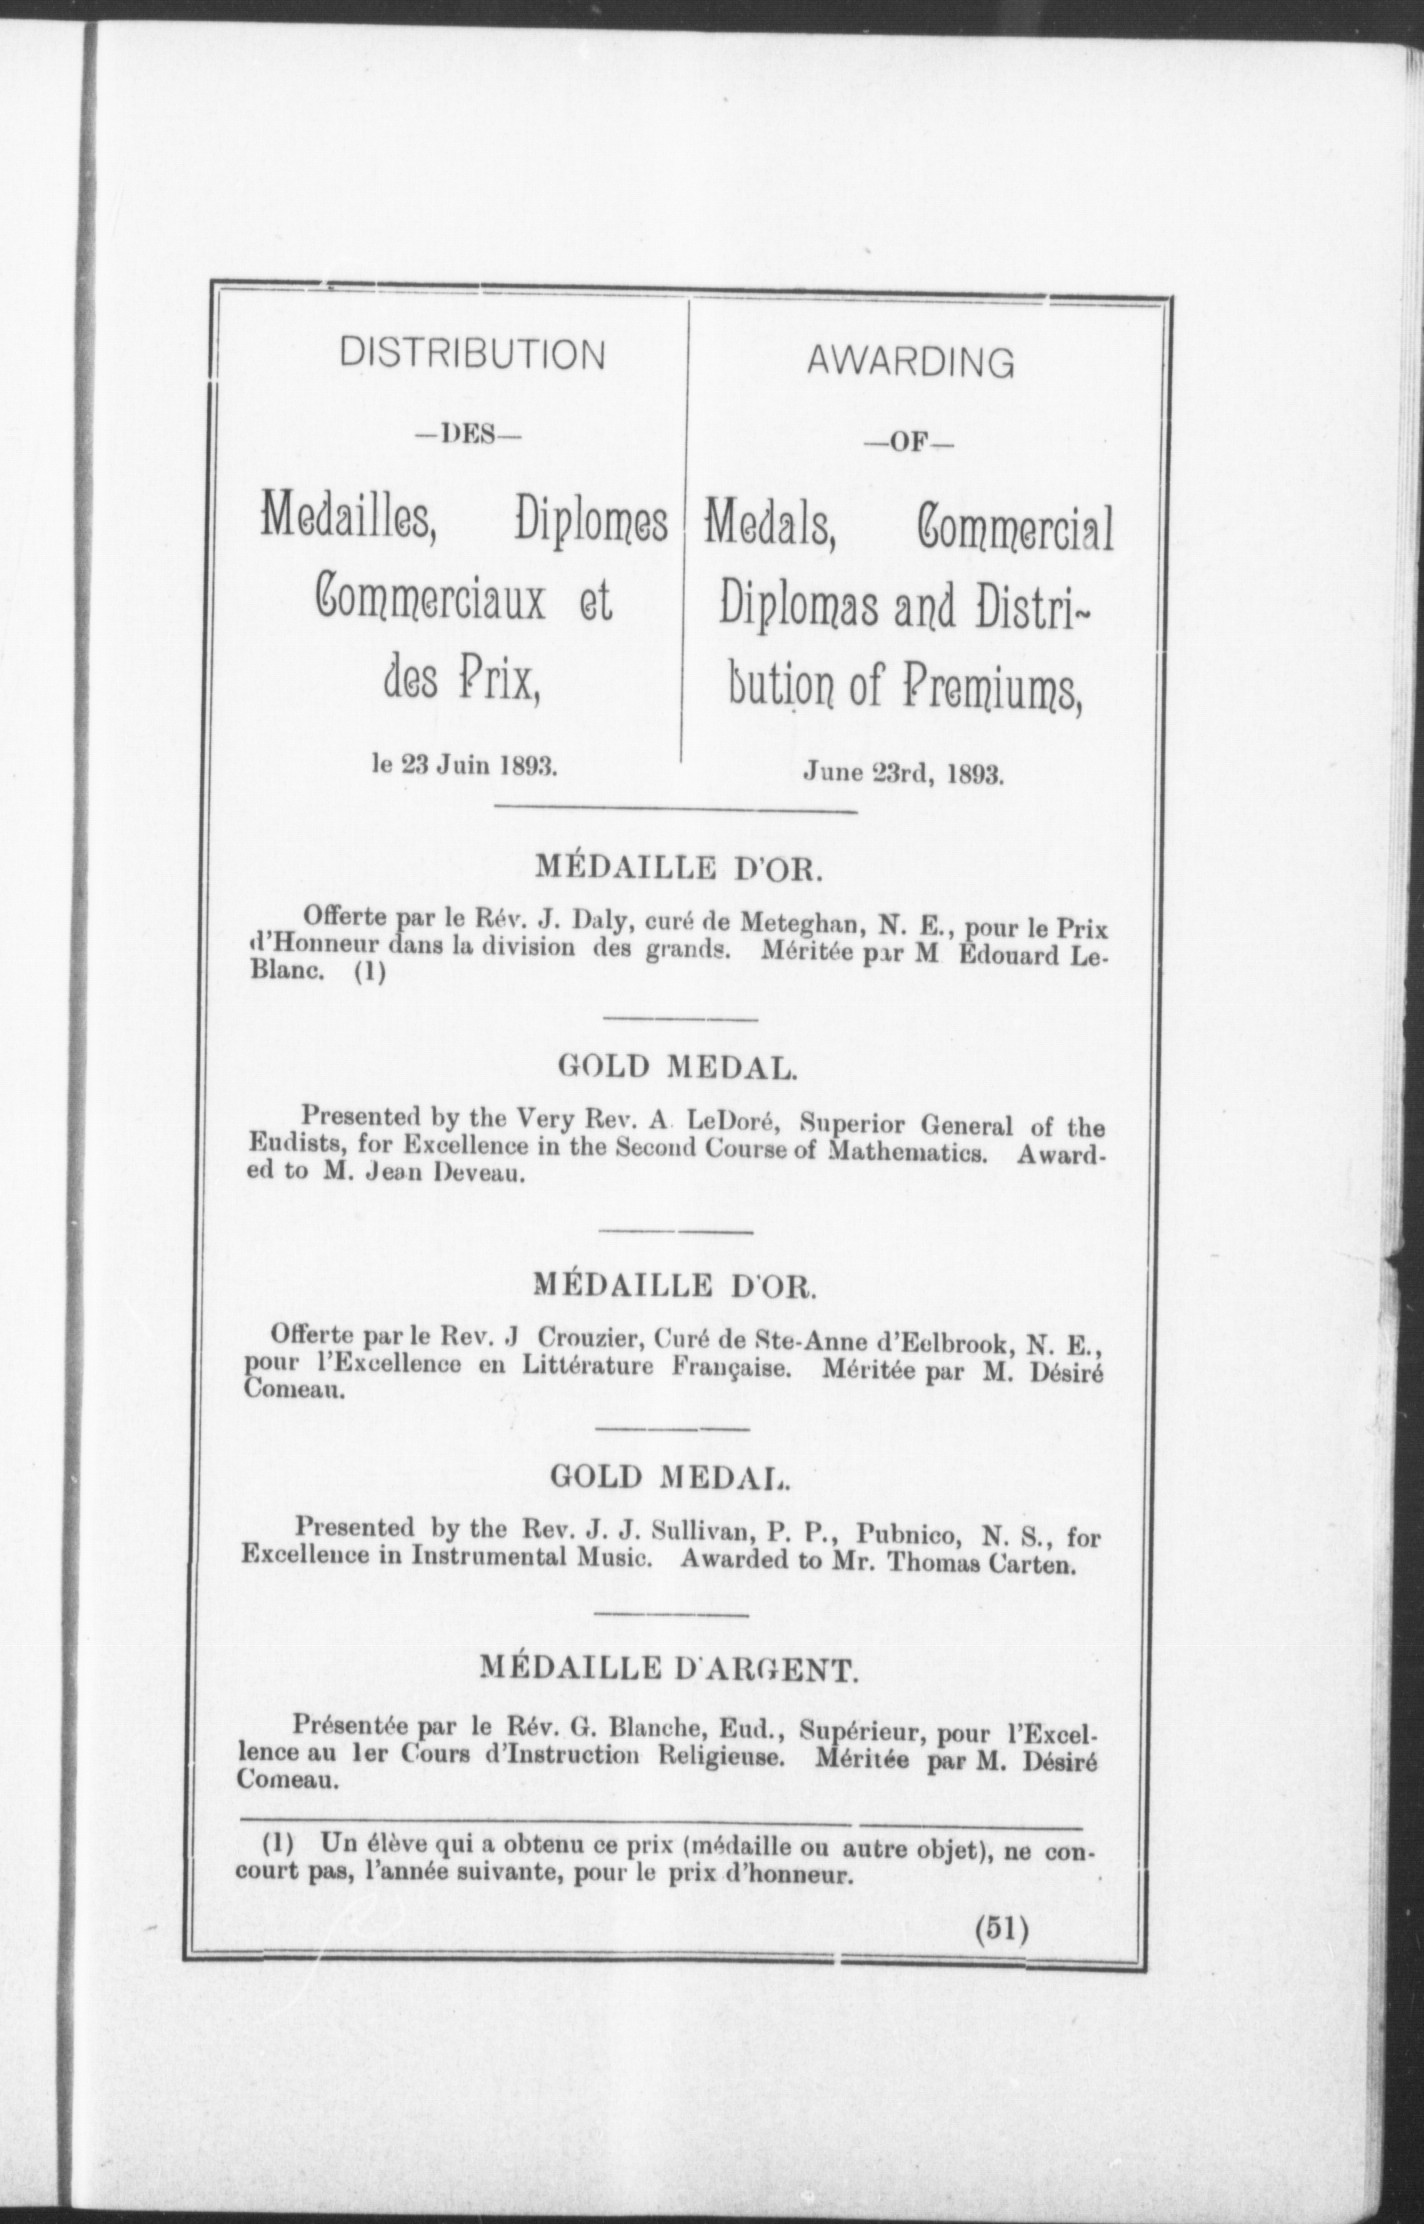 DISTRIBUTION
—DES—
Medailles, Diplomes
Commerciaux et
des Prix,
le 23 Juin 1893.
AWARDING
—OF—
Medals, Commercial
Diplomas and Distri-
bution of Premiums,
June 23rd, 1893.
MÉDAILLE D'OR.
Offerte par le Rév. J. Daly, curé de Meteghan, N. E., pour le Prix
d'Honneur dans la division des grands. Méritée par M Edouard Le-
Blanc. (1)
GOLD MEDAL.
Presented by the Very Rev. A. LeDoré, Superior General of the
Eudists, for Excellence in the Second Course of Mathematics. Award-
ed to M. Jean Deveau.
MÉDAILLE D'OR.
Offerte par le Rev. J Crouzier, Curé de Ste-Anne d'Eelbrook, N. E.,
pour l'Excellence en Littérature Française. Méritée par M. Désiré
Comeau.
GOLD MEDAL.
Presented by the Rev. J. J. Sullivan, P. P., Pubnico, N. S., for
Excellence in Instrumental Music. Awarded to Mr. Thomas Carten.
MÉDAILLE D'ARGENT.
Présentée par le Rév. G. Blanche, Eud., Supérieur, pour l'Excel-
lence au 1er Cours d'Instruction Religieuse. Méritée par M. Désiré
Comeau.
(1) Un élève qui a obtenu ce prix (médaille ou autre objet), ne con-
court pas, l'année suivante, pour le prix d'honneur.
(51)